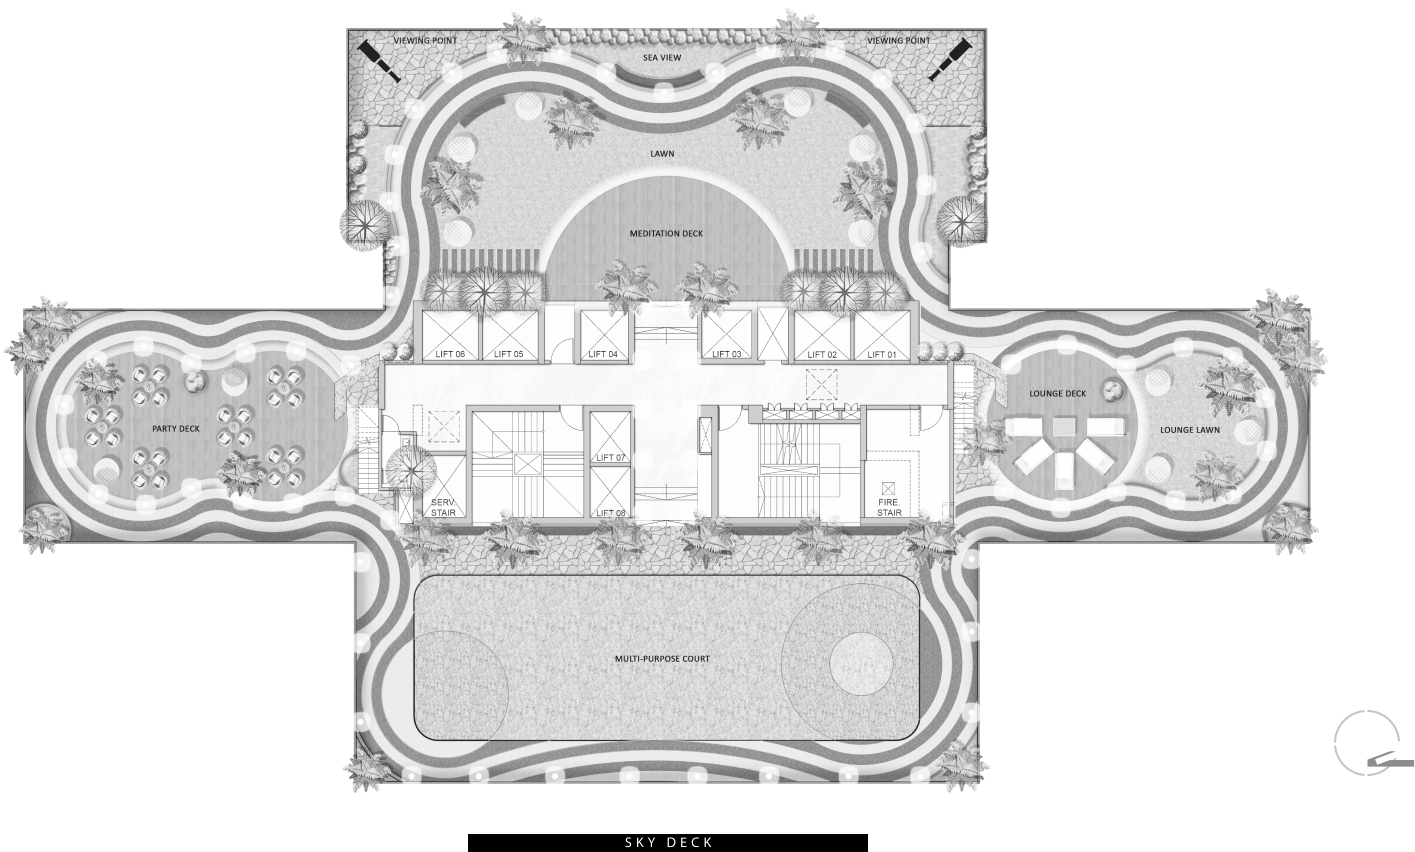 VIEWING POINT
VIEWING POINT
SEA VIEW
LAWN
MEDITATION DECK
LIFT 06
LIFT 05
LIFT 04
LIFT 03
LIFT 02
LIFT 01
PARTY DECK
LOUNGE DECK
LOUNGE LAWN
LIFT 07
SERV
STAIR
LIFT 08
FIRE
STAIR
MULTI-PURPOSE COURT
SKY DECK